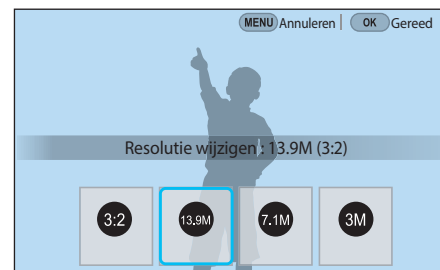 MENU Annuleren | OK Gereed
Resolutie wijzigen : 13.9M (3:2)
3:2 13.9M 7.1M 3M